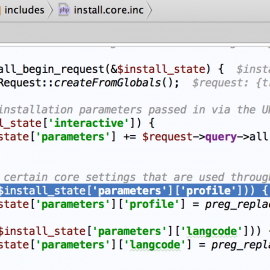 includes install.core.inc
all_begin_request(&$install_state) { $inst
Request::createFromGlobals(); $request: {t
installation parameters passed in via the U
l_state['interactive']) {
state['parameters'] += $request->query->all
certain core settings that are used throug
$install_state['parameters']['profile'])) {
state['parameters']['profile'] = preg_repla
state['parameters']['langcode'])) {
state['parameters']['langcode'] = preg_repl